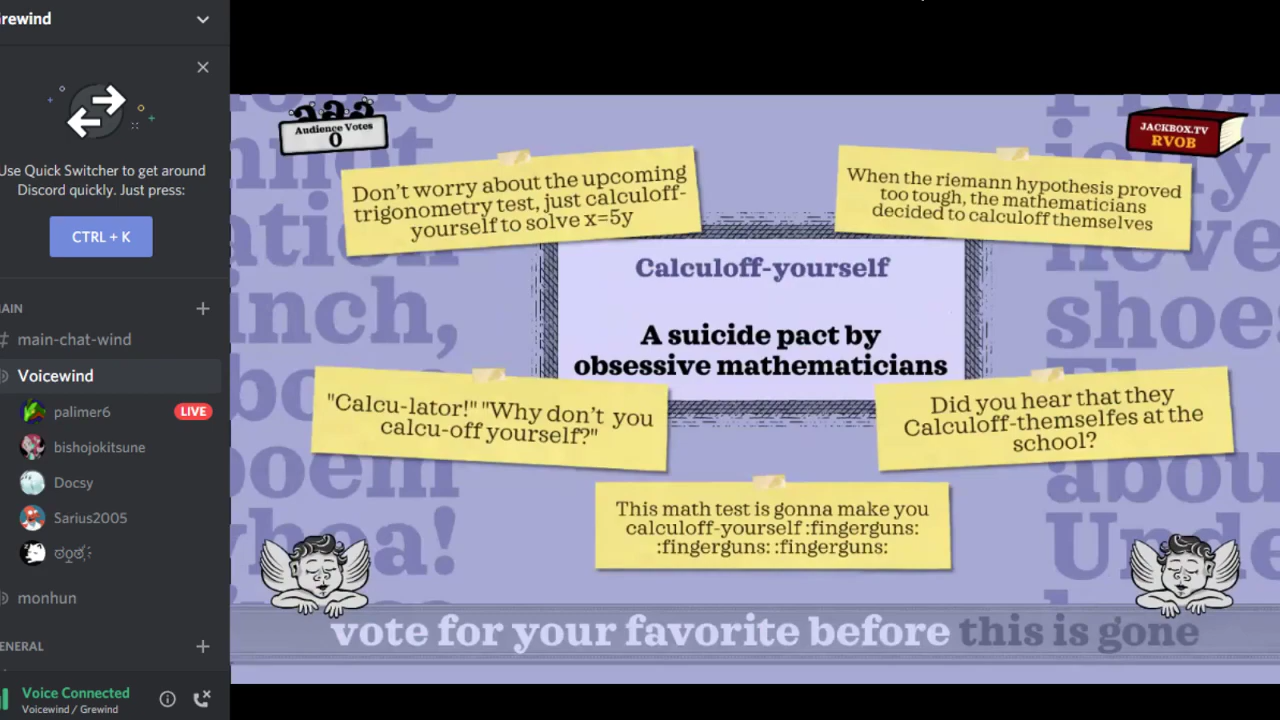 rewind
Use Quick Switcher to get around
Discord quickly. Just press:
CTRL + K
MAIN
main-chat-wind
Voicewind
palimer6
LIVE
bishojokitsune
Docsy
Sarius2005
monhun
GENERAL
Voice Connected
Voicewind / Grewind
Audience Votes
0
JACKBOX.TV
RVOB
Don't worry about the upcoming
trigonometry test, just calculoff-
yourself to solve x=5y
When the riemann hypothesis proved
too tough, the mathematicians
decided to calculoff themselves
Calculoff-yourself
A suicide pact by
obsessive mathematicians
"Calcu-lator!" "Why don't you
calcu-off yourself?"
Did you hear that they
Calculoff-themselfes at the
school?
This math test is gonna make you
calculoff-yourself :fingerguns:
:fingerguns: :fingerguns:
inch,
poem
shoes
vote for your favorite before this is gone